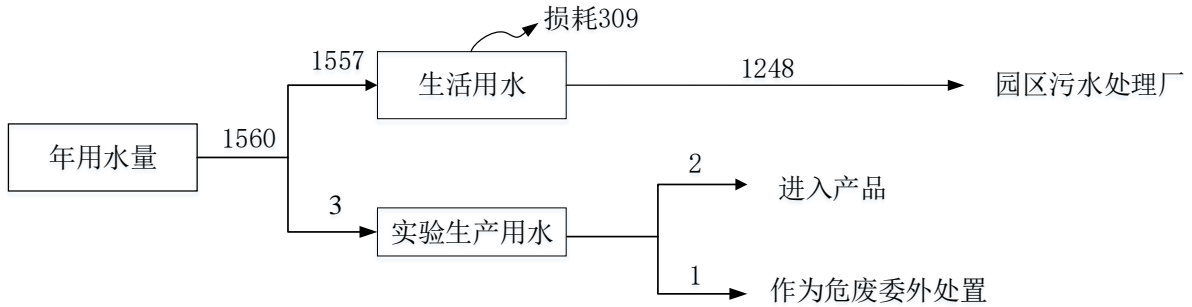 损耗309
1557
生活用水
1248
园区污水处理厂
年用水量
1560
3
实验生产用水
2
进入产品
1
作为危废委外处置